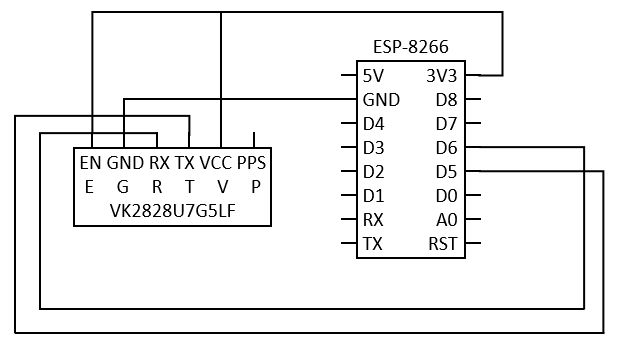 ESP-8266
5V 3V3
GND D8
D4 D7
D3 D6
D2 D5
D1 D0
RX A0
TX RST
EN GND RX TX VCC PPS
E G R T V P
VK2828U7G5LF